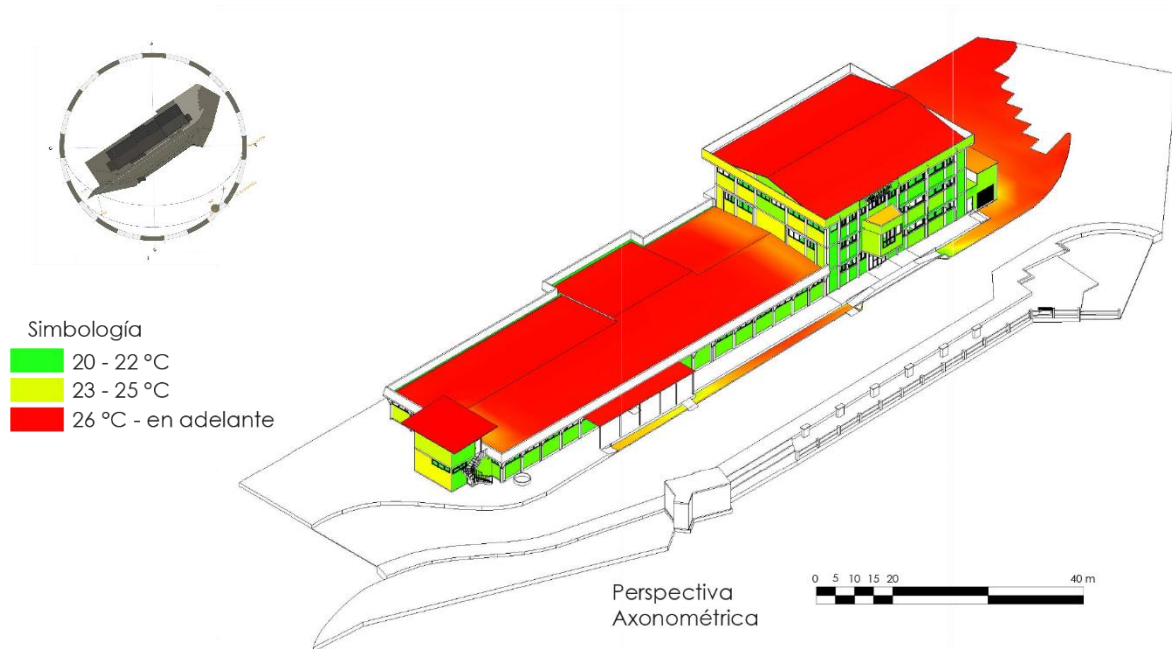 Simbología
20 - 22 °C
23 - 25 °C
26 °C - en adelante
Perspectiva
Axonométrica
0 5 10 15 20 40 m